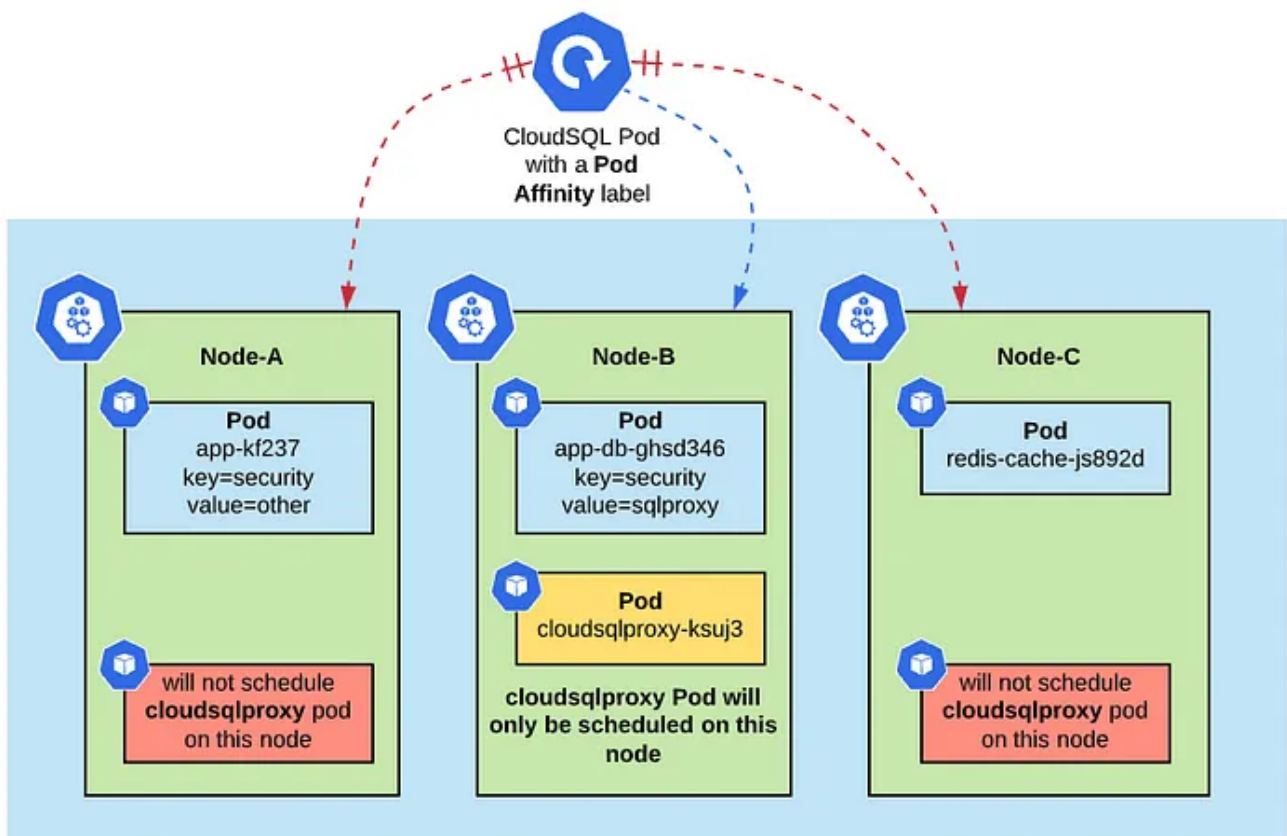 CloudSQL Pod
with a Pod
Affinity label
Node-A
Pod
app-kf237
key=security
value=other
will not schedule
cloudsqlproxy pod
on this node
Node-B
Pod
app-db-ghsd346
key=security
value=sqlproxy
Pod
cloudsqlproxy-ksuj3
cloudsqlproxy Pod will
only be scheduled on this
node
Node-C
Pod
redis-cache-js892d
will not schedule
cloudsqlproxy pod
on this node